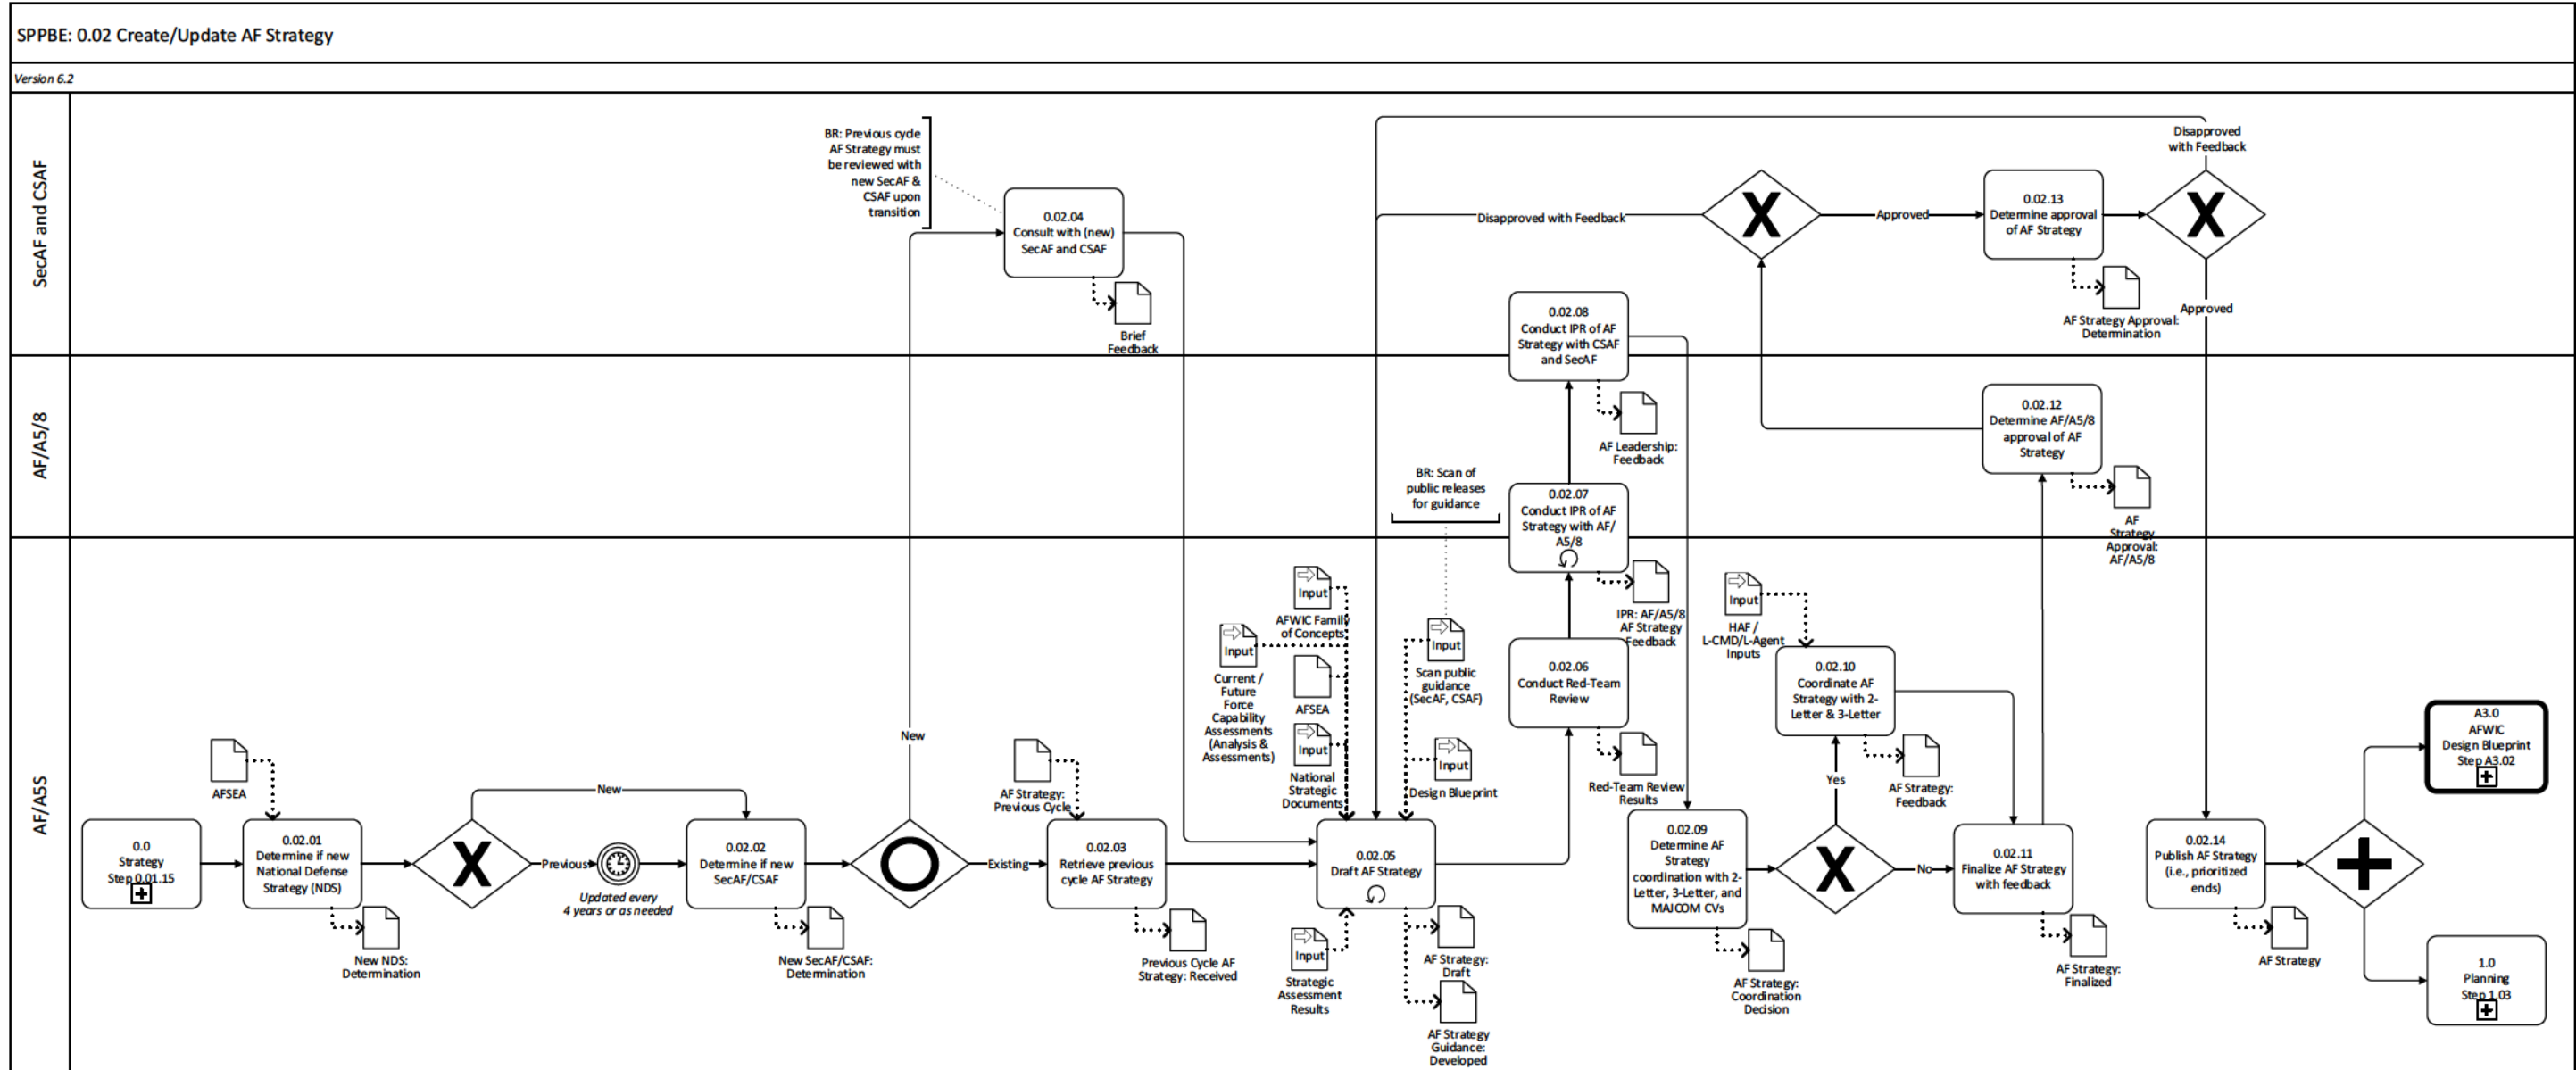 SPPBE: 0.02 Create/Update AF Strategy
Version 6.2
SecAF and CSAF
BR: Previous cycle
AF Strategy must
be reviewed with
new SecAF &
CSAF upon
transition
0.02.04
Consult with (new)
SecAF and CSAF
Brief
Feedback
Disapproved
with Feedback
Disapproved with Feedback
X
Approved
0.02.13
Determine approval
of AF Strategy
X
AF Strategy Approval:
Determination
Approved
0.02.08
Conduct IPR of AF
Strategy with CSAF
and SecAF
AF/A5/8
AF Leadership:
Feedback
0.02.12
Determine AF/A5/8
approval of AF
Strategy
AF
Strategy
Approval:
AF/A5/8
BR: Scan of
public releases
for guidance
0.02.07
Conduct IPR of AF
Strategy with AF/
A5/8
IPR: AF/A5/8
AF Strategy
Feedback
AF/A5S
0.0
Strategy
Step 0.01.15
AFSEA
0.02.01
Determine if new
National Defense
Strategy (NDS)
New NDS:
Determination
X
New
Previous
Updated every
4 years or as needed
0.02.02
Determine if new
SecAF/CSAF
New SecAF/CSAF:
Determination
New
Existing
AF Strategy:
Previous Cycle
0.02.03
Retrieve previous
cycle AF Strategy
Previous Cycle AF
Strategy: Received
Input
AFWIC Family
of Concepts
Input
Current /
Future
Force
Capability
Assessments
(Analysis &
Assessments)
AFSEA
Input
National
Strategic
Documents
Input
Scan public
guidance
(SecAF, CSAF)
Input
Design Blueprint
0.02.05
Draft AF Strategy
Input
Strategic
Assessment
Results
AF Strategy:
Draft
AF Strategy
Guidance:
Developed
0.02.06
Conduct Red-Team
Review
Red-Team Review
Results
0.02.09
Determine AF
Strategy
coordination with 2-
Letter, 3-Letter, and
MAJCOM CVs
AF Strategy:
Coordination
Decision
X
Yes
No
Input
HAF /
L-CMD/L-Agent
Inputs
0.02.10
Coordinate AF
Strategy with 2-
Letter & 3-Letter
AF Strategy:
Feedback
0.02.11
Finalize AF Strategy
with feedback
AF Strategy:
Finalized
0.02.14
Publish AF Strategy
(i.e., prioritized
ends)
AF Strategy
A3.0
AFWIC
Design Blueprint
Step A3.02
1.0
Planning
Step 1.03